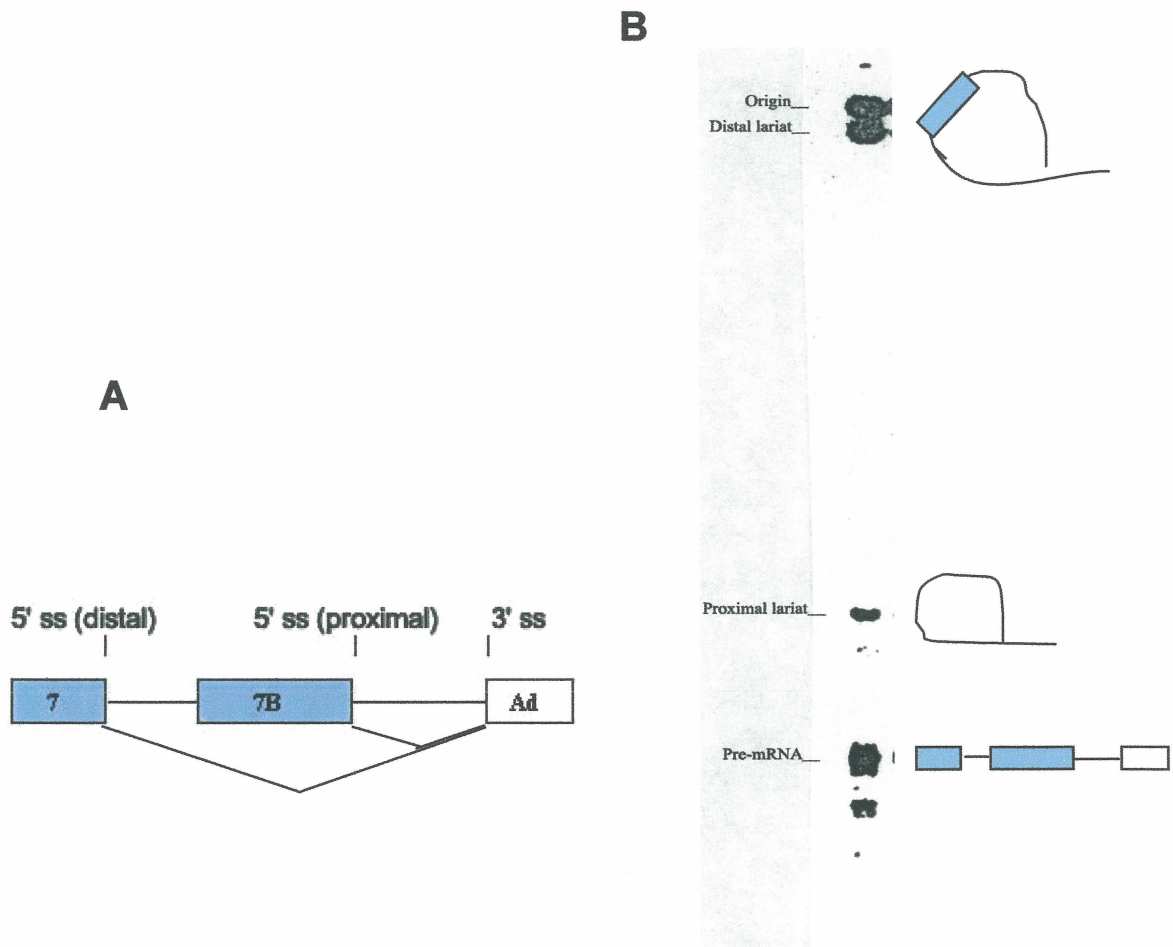 B
Origin
Distal lariat
A
Proximal lariat
5' ss (distal)
5' ss (proximal)
3' ss
7
7B
Ad
Pre-mRNA